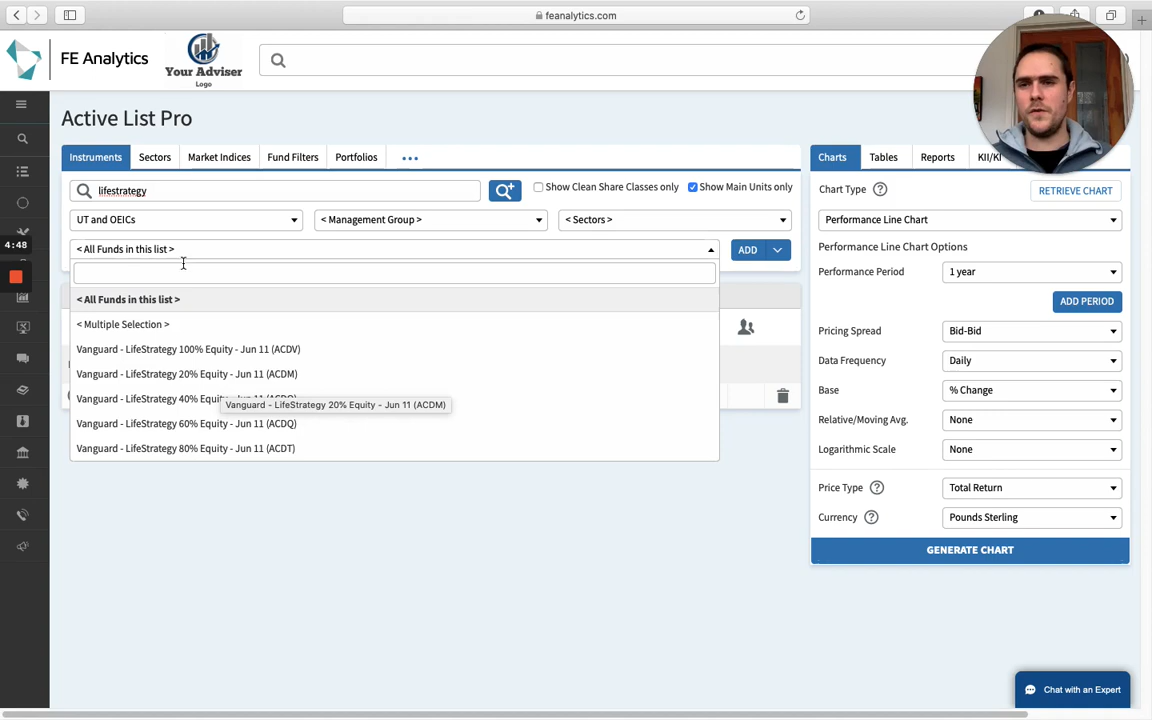 feanalytics.com
FE Analytics
Your Adviser
Logo
Active List Pro
Instruments
Sectors
Market Indices
Fund Filters
Portfolios
Charts
Tables
Reports
KII/KI
lifestrategy
Show Clean Share Classes only
Show Main Units only
Chart Type
RETRIEVE CHART
UT and OEICs
< Management Group >
< Sectors >
Performance Line Chart
4:48
< All Funds in this list >
ADD
Performance Line Chart Options
Performance Period
1 year
< All Funds in this list >
ADD PERIOD
< Multiple Selection >
Pricing Spread
Bid-Bid
Vanguard - LifeStrategy 100% Equity - Jun 11 (ACDV)
Data Frequency
Daily
Vanguard - LifeStrategy 20% Equity - Jun 11 (ACDM)
Base
% Change
Vanguard - LifeStrategy 40% Equity
Vanguard - LifeStrategy 20% Equity - Jun 11 (ACDM)
Relative/Moving Avg.
None
Vanguard - LifeStrategy 60% Equity - Jun 11 (ACDQ)
Logarithmic Scale
None
Vanguard - LifeStrategy 80% Equity - Jun 11 (ACDT)
Price Type
Total Return
Currency
Pounds Sterling
GENERATE CHART
Chat with an Expert